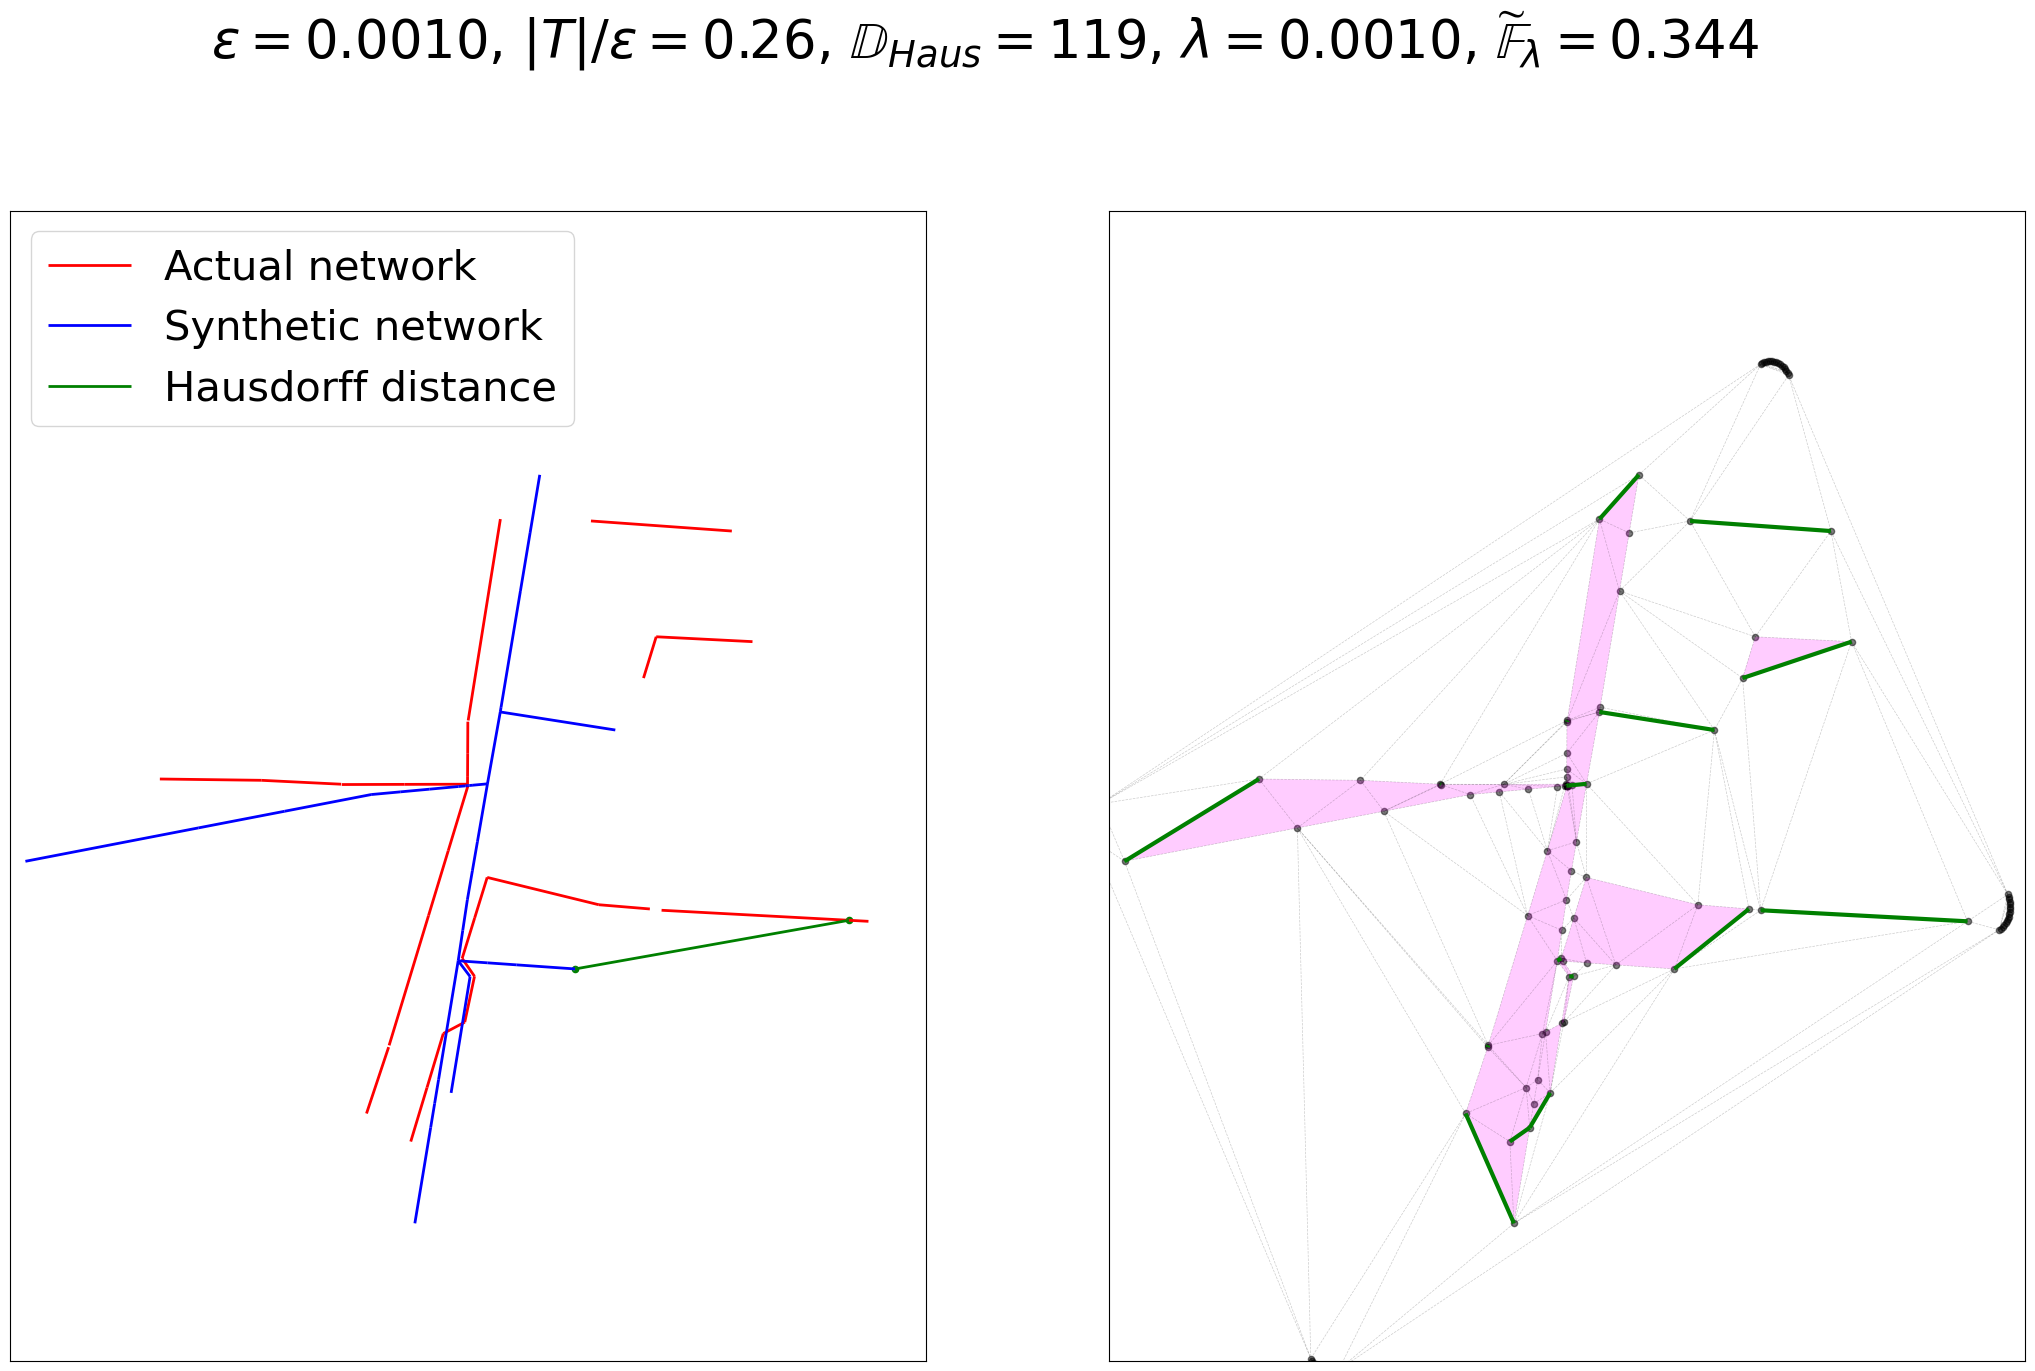 ε = 0.0010, |T|/ε = 0.26, 𝔻_Haus = 119, λ = 0.0010, 𝔽̃_λ = 0.344
Actual network
Synthetic network
Hausdorff distance